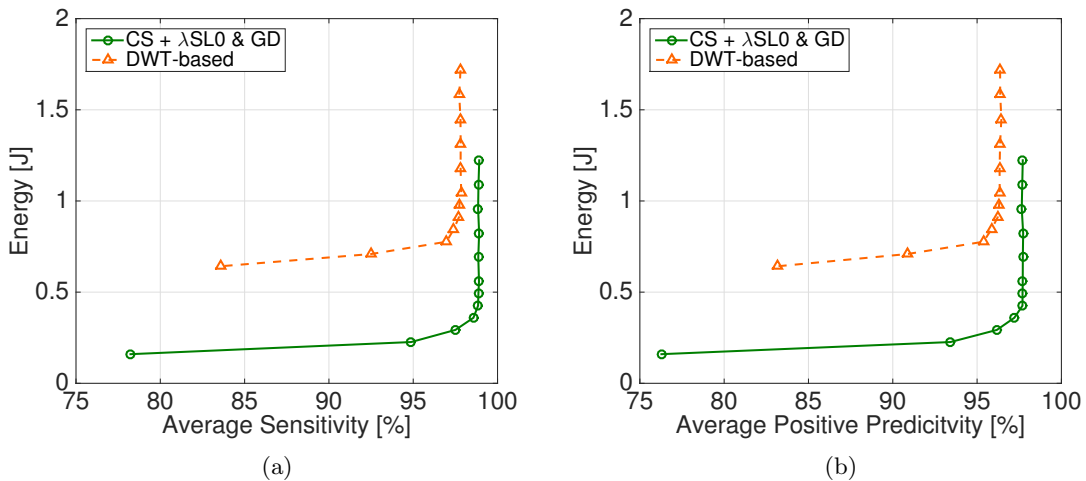 2
1.5
1
0.5
0
Energy [J]
CS + λSL0 & GD
DWT-based
75 80 85 90 95 100
Average Sensitivity [%]
(a)
2
1.5
1
0.5
0
Energy [J]
CS + λSL0 & GD
DWT-based
75 80 85 90 95 100
Average Positive Predicitvity [%]
(b)